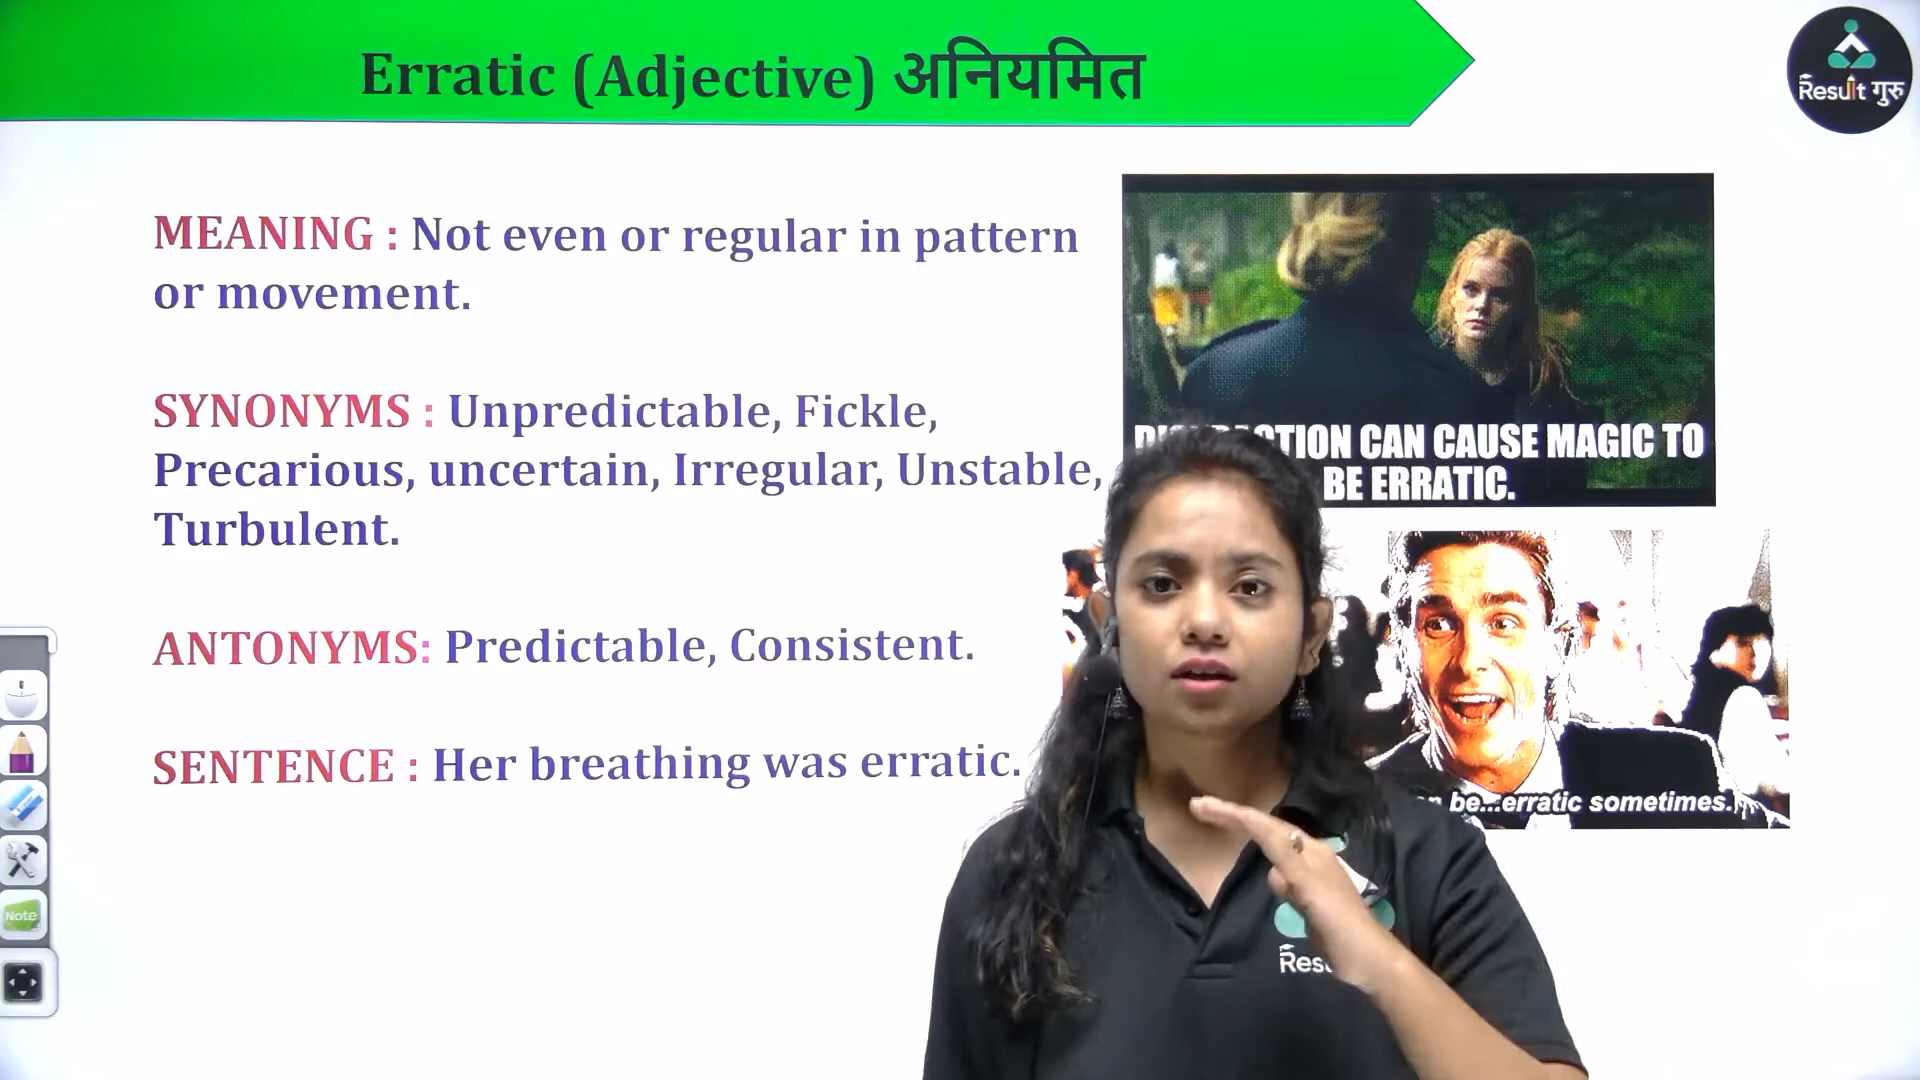 Erratic (Adjective) अनियमित
Result गुरु
MEANING : Not even or regular in pattern
or movement.
SYNONYMS : Unpredictable, Fickle,
Precarious, uncertain, Irregular, Unstable,
Turbulent.
ANTONYMS: Predictable, Consistent.
SENTENCE : Her breathing was erratic.
CAN CAUSE MAGIC TO
BE ERRATIC.
be...erratic sometimes.
Note